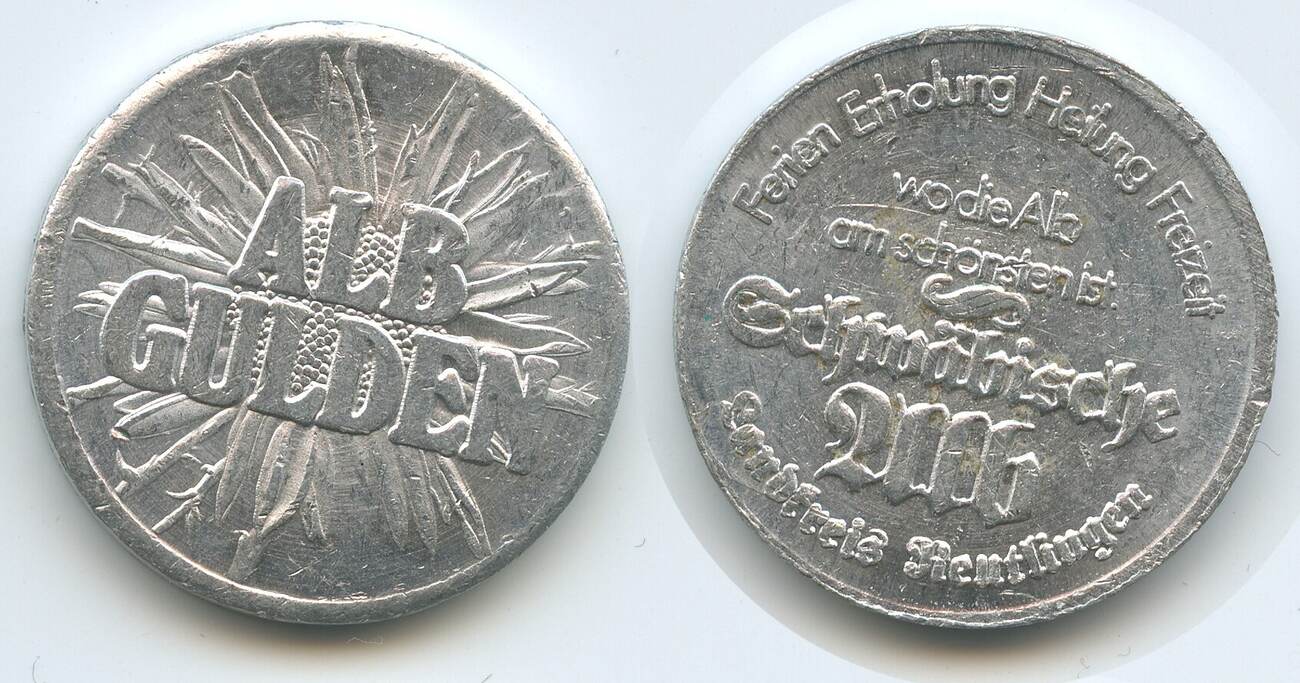 ALB
GULDEN
Ferien Erholung Heilung Freizeit
wo die Alb
am schönsten ist:
Schwäbische
Alb
Landkreis Reutlingen